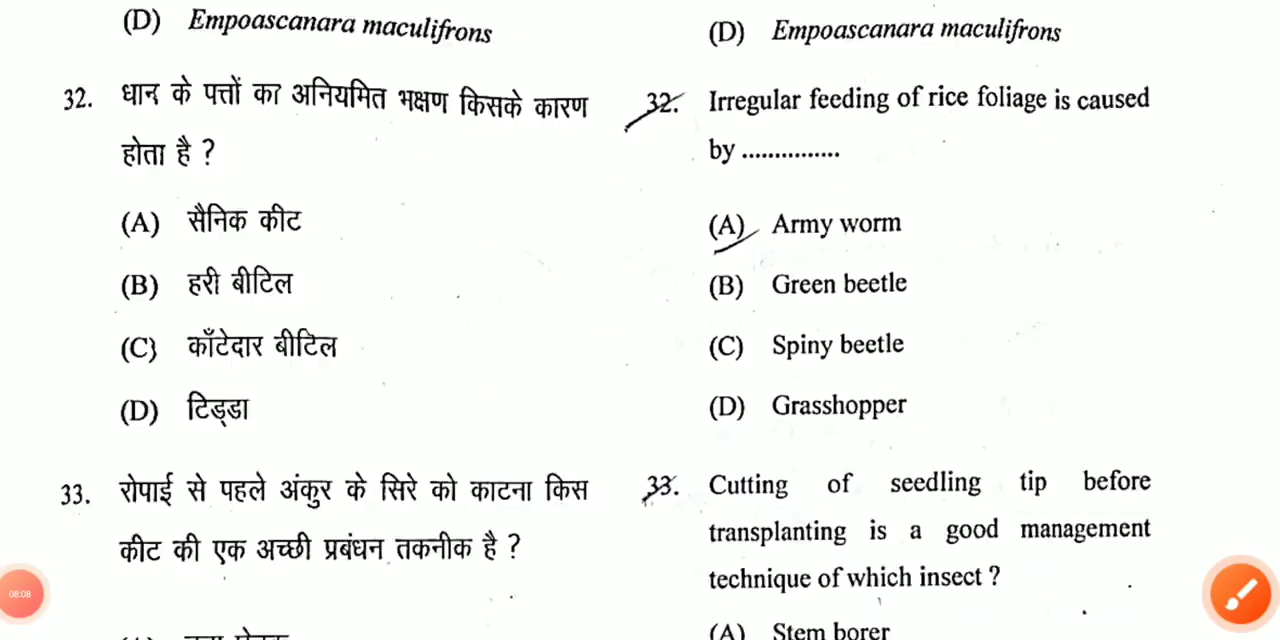 (D) Empoascanara maculifrons
32. धान के पत्तों का अनियमित भक्षण किसके कारण
होता है ?
(A) सैनिक कीट
(B) हरी बीटिल
(C) काँटेदार बीटिल
(D) टिड्डा
33. रोपाई से पहले अंकुर के सिरे को काटना किस
कीट की एक अच्छी प्रबंधन तकनीक है ?
(D) Empoascanara maculifrons
32. Irregular feeding of rice foliage is caused
by ...............
(A) Army worm
(B) Green beetle
(C) Spiny beetle
(D) Grasshopper
33. Cutting of seedling tip before
transplanting is a good management
technique of which insect ?
(A) Stem borer
08:08